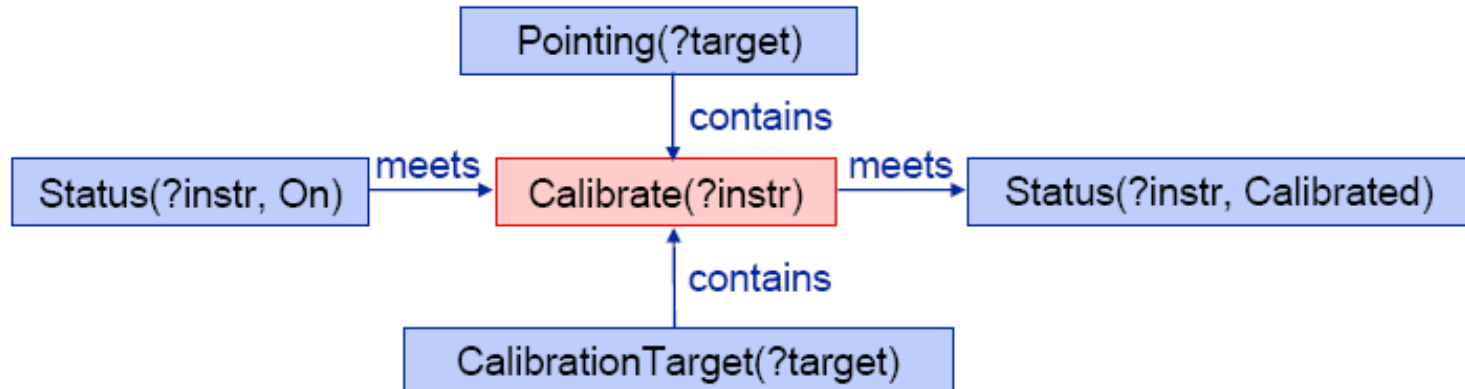 Pointing(?target)
contains
meets
meets
Status(?instr, On)
Calibrate(?instr)
Status(?instr, Calibrated)
contains
CalibrationTarget(?target)